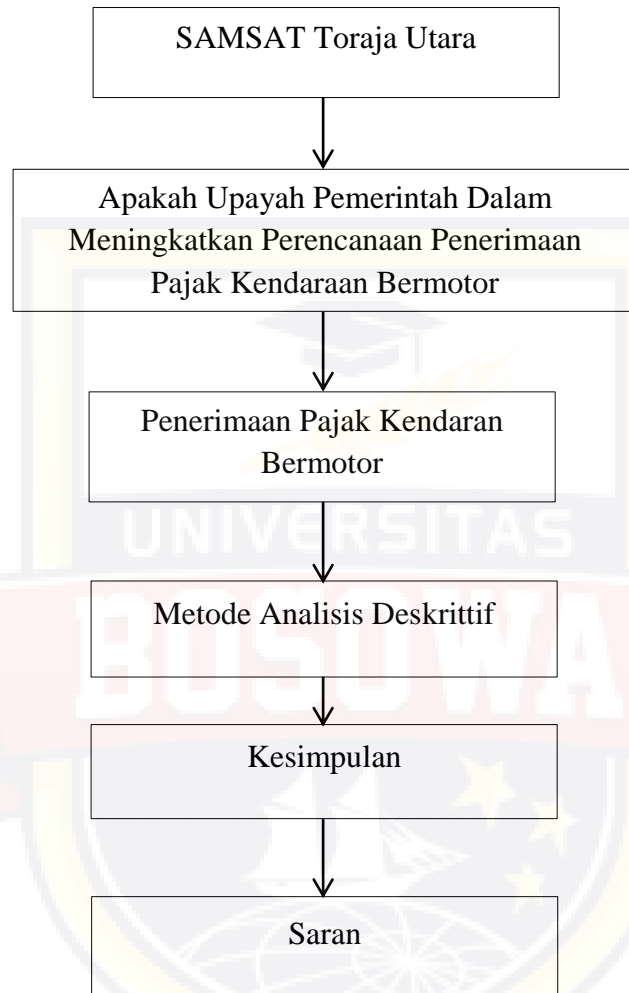 SAMSAT Toraja Utara
Apakah Upayah Pemerintah Dalam
Meningkatkan Perencanaan Penerimaan
Pajak Kendaraan Bermotor
Penerimaan Pajak Kendaran
Bermotor
UNIVERSITAS
Metode Analisis Deskrittif
BOSOWA
Kesimpulan
Saran